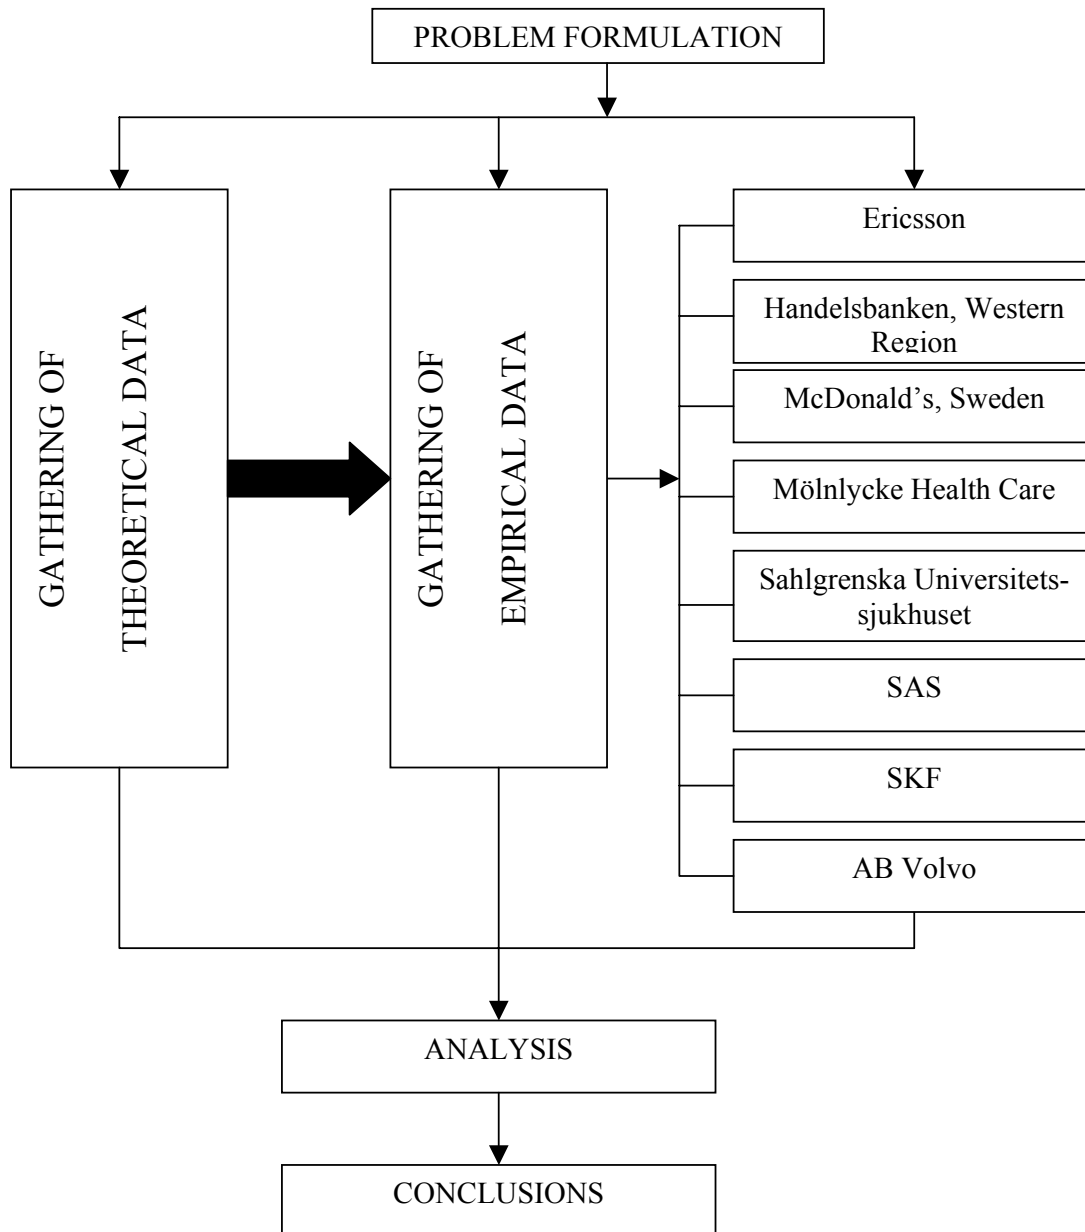 PROBLEM FORMULATION
GATHERING OF
THEORETICAL DATA
GATHERING OF
EMPIRICAL DATA
Ericsson
Handelsbanken, Western
Region
McDonald’s, Sweden
Mölnlycke Health Care
Sahlgrenska Universitets-
sjukhuset
SAS
SKF
AB Volvo
ANALYSIS
CONCLUSIONS